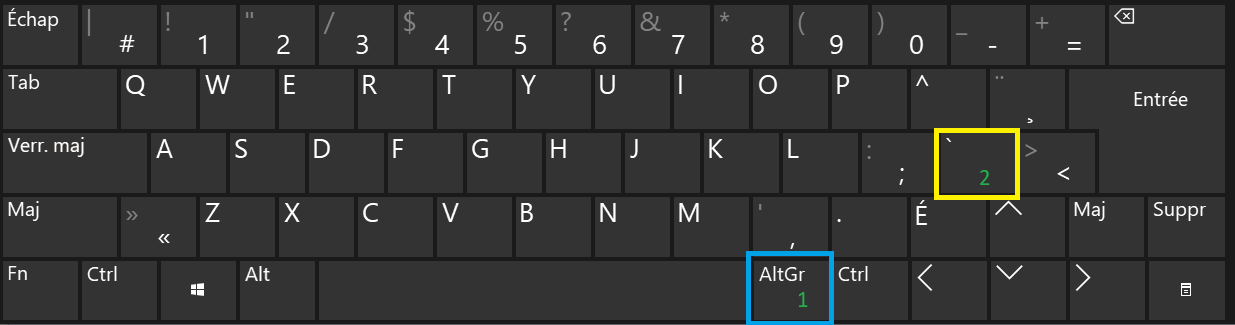 Échap | # ! 1 " 2 / 3 $ 4 % 5 ? 6 & 7 * 8 ( 9 ) 0 _ - + =
Tab Q W E R T Y U I O P ^ ¨ ¸ Entrée
Verr. maj A S D F G H J K L : ; ` 2 > <
Maj » « Z X C V B N M ' , . É Maj Suppr
Fn Ctrl Alt AltGr 1 Ctrl